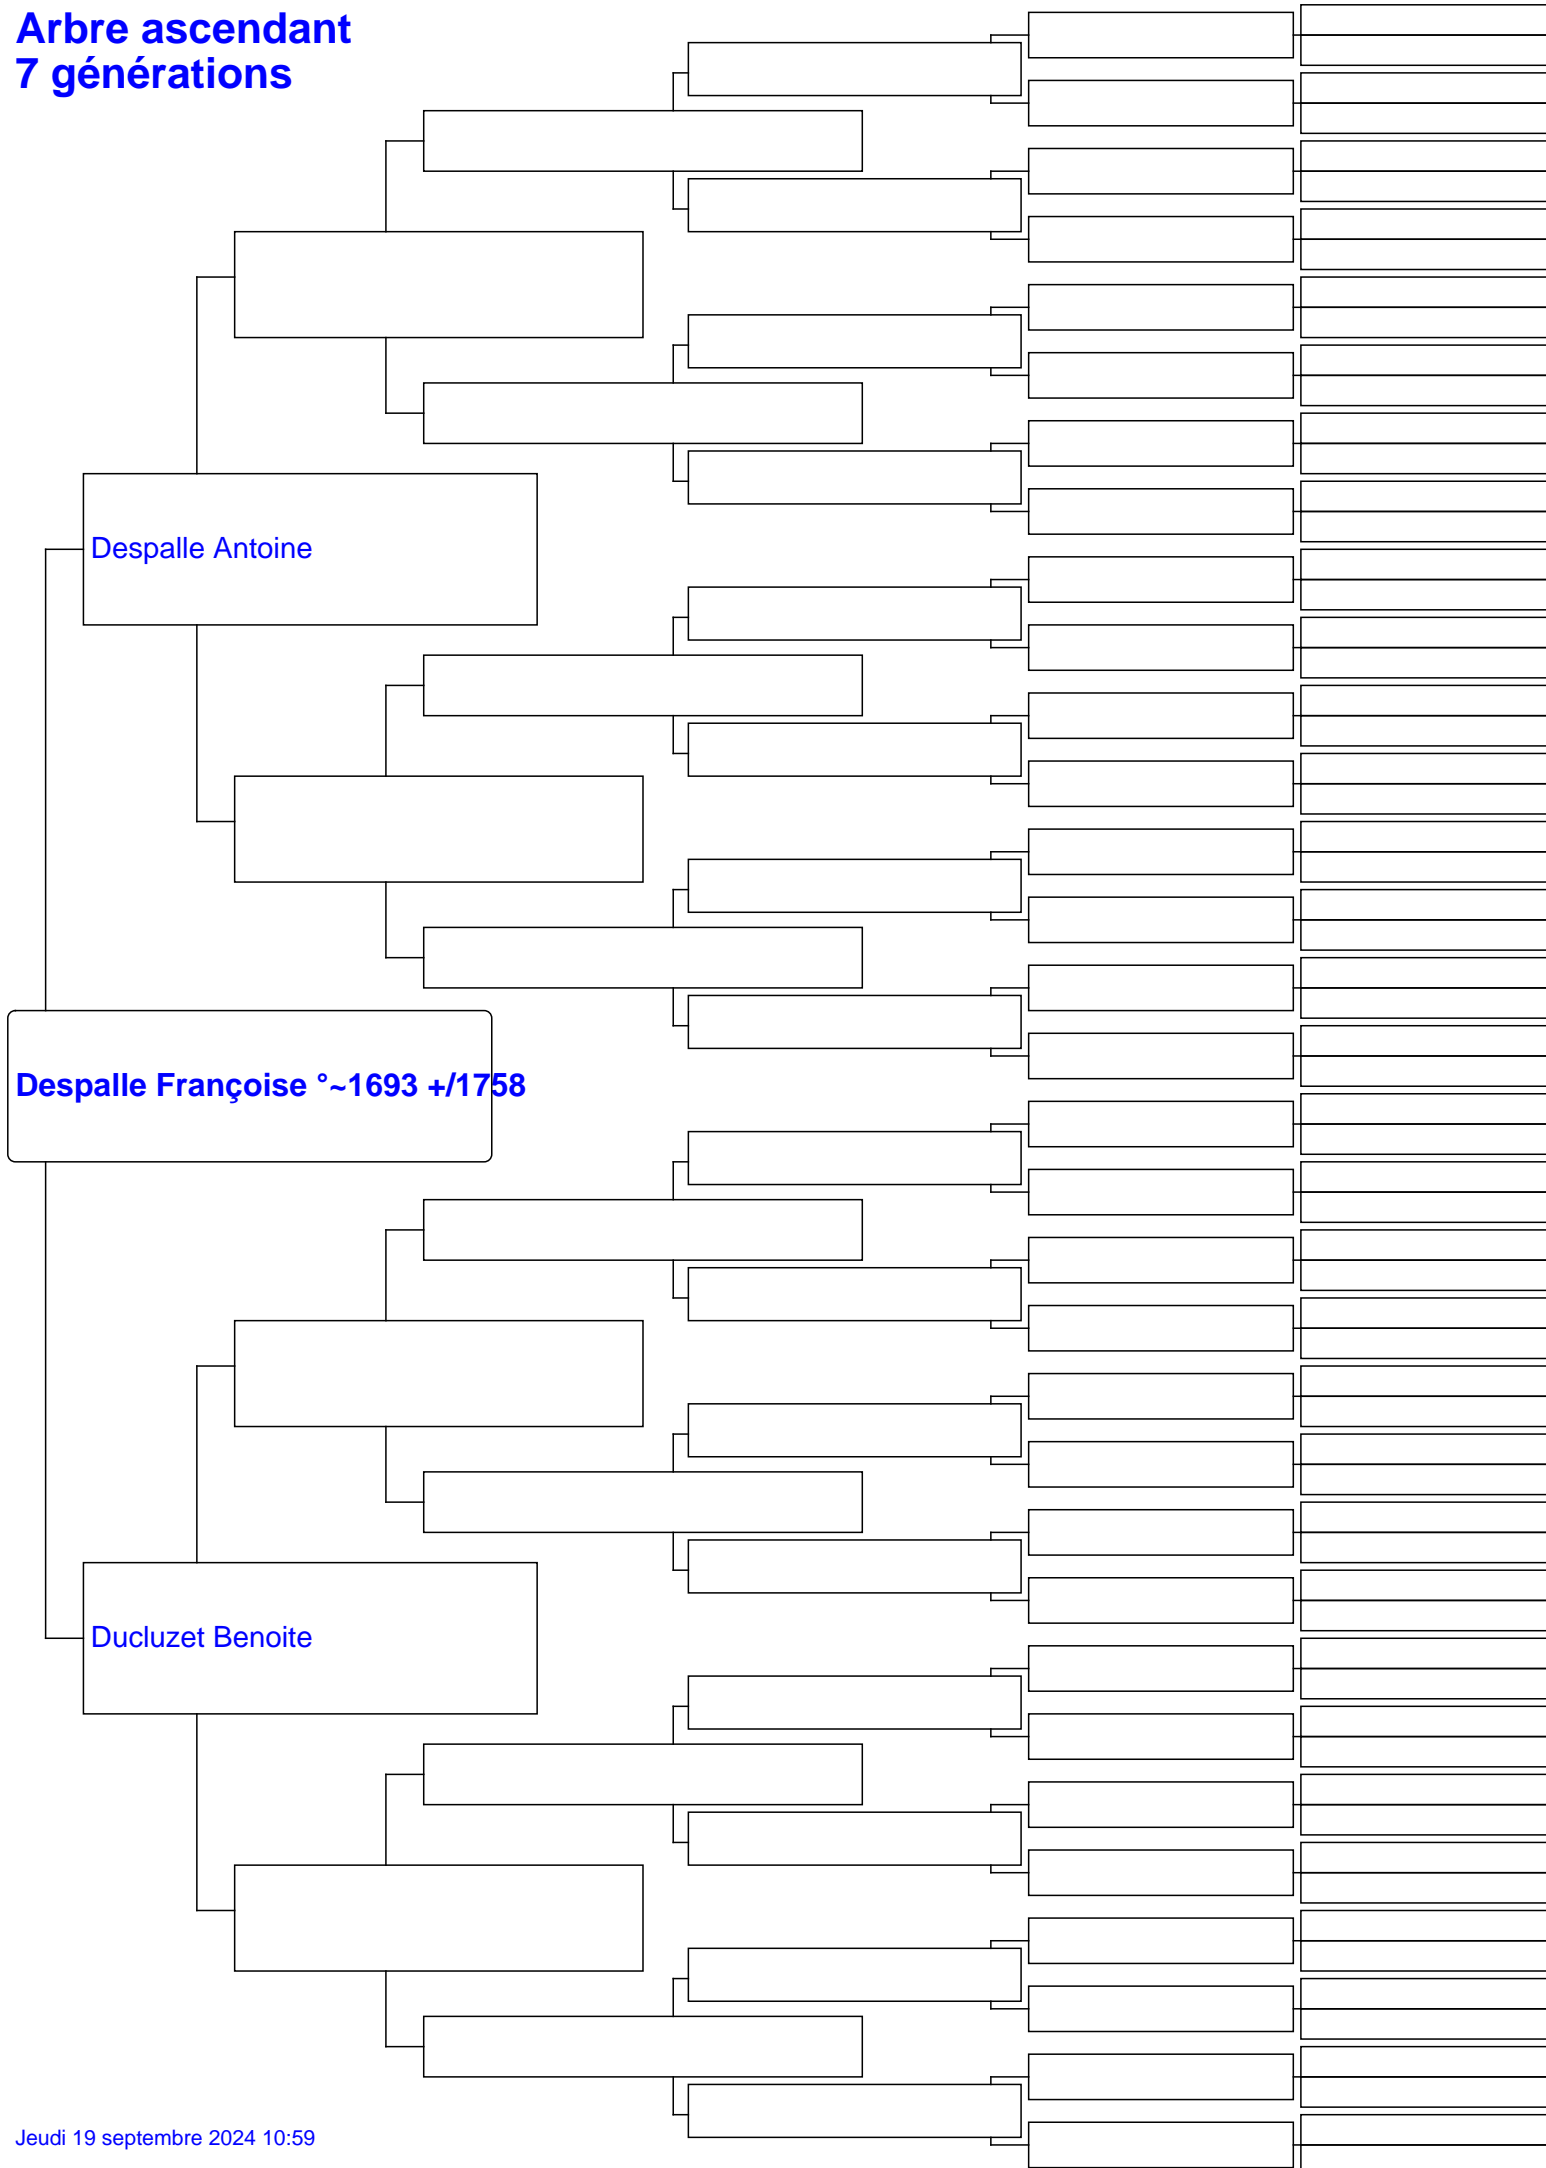 Arbre ascendant
7 générations
Despalle Antoine
Despalle Françoise °~1693 +/1758
Ducluzet Benoite
Jeudi 19 septembre 2024 10:59